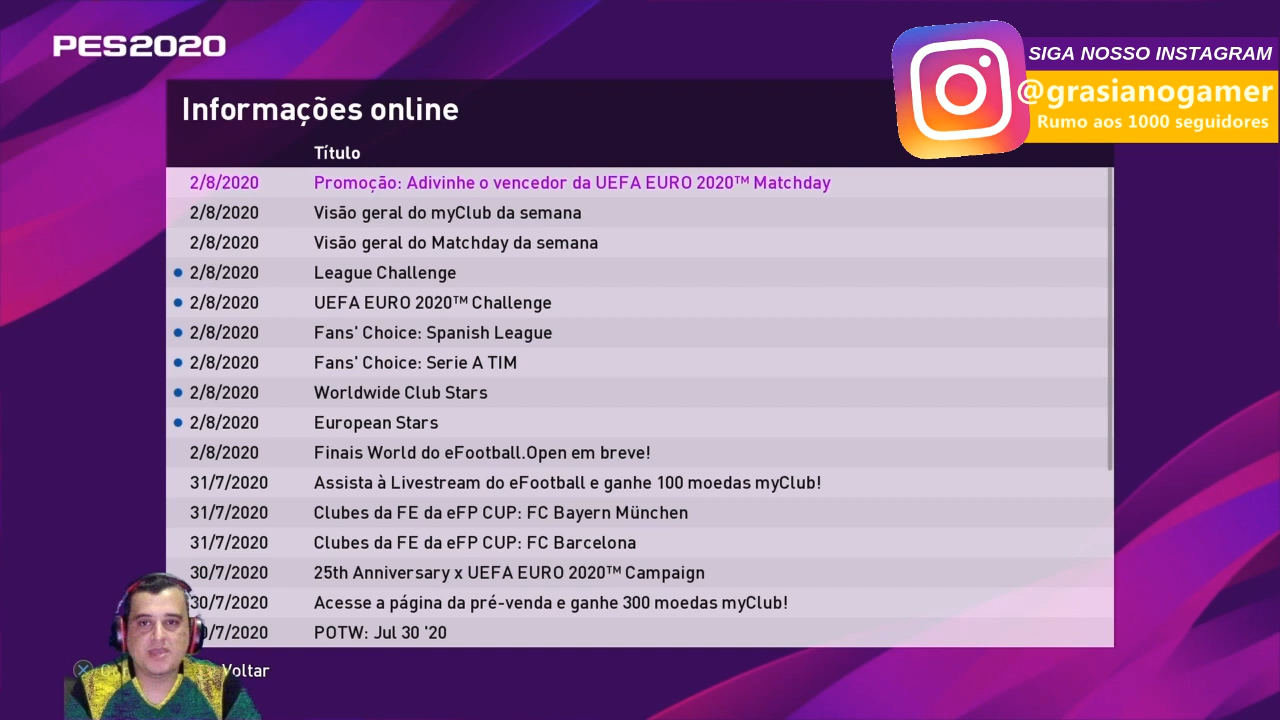 PES2020
SIGA NOSSO INSTAGRAM
@grasianogamer
Rumo aos 1000 seguidores
Informações online
Título
2/8/2020 Promoção: Adivinhe o vencedor da UEFA EURO 2020™ Matchday
2/8/2020 Visão geral do myClub da semana
2/8/2020 Visão geral do Matchday da semana
2/8/2020 League Challenge
2/8/2020 UEFA EURO 2020™ Challenge
2/8/2020 Fans' Choice: Spanish League
2/8/2020 Fans' Choice: Serie A TIM
2/8/2020 Worldwide Club Stars
2/8/2020 European Stars
2/8/2020 Finais World do eFootball.Open em breve!
31/7/2020 Assista à Livestream do eFootball e ganhe 100 moedas myClub!
31/7/2020 Clubes da FE da eFP CUP: FC Bayern München
31/7/2020 Clubes da FE da eFP CUP: FC Barcelona
30/7/2020 25th Anniversary x UEFA EURO 2020™ Campaign
30/7/2020 Acesse a página da pré-venda e ganhe 300 moedas myClub!
0/7/2020 POTW: Jul 30 '20
Voltar